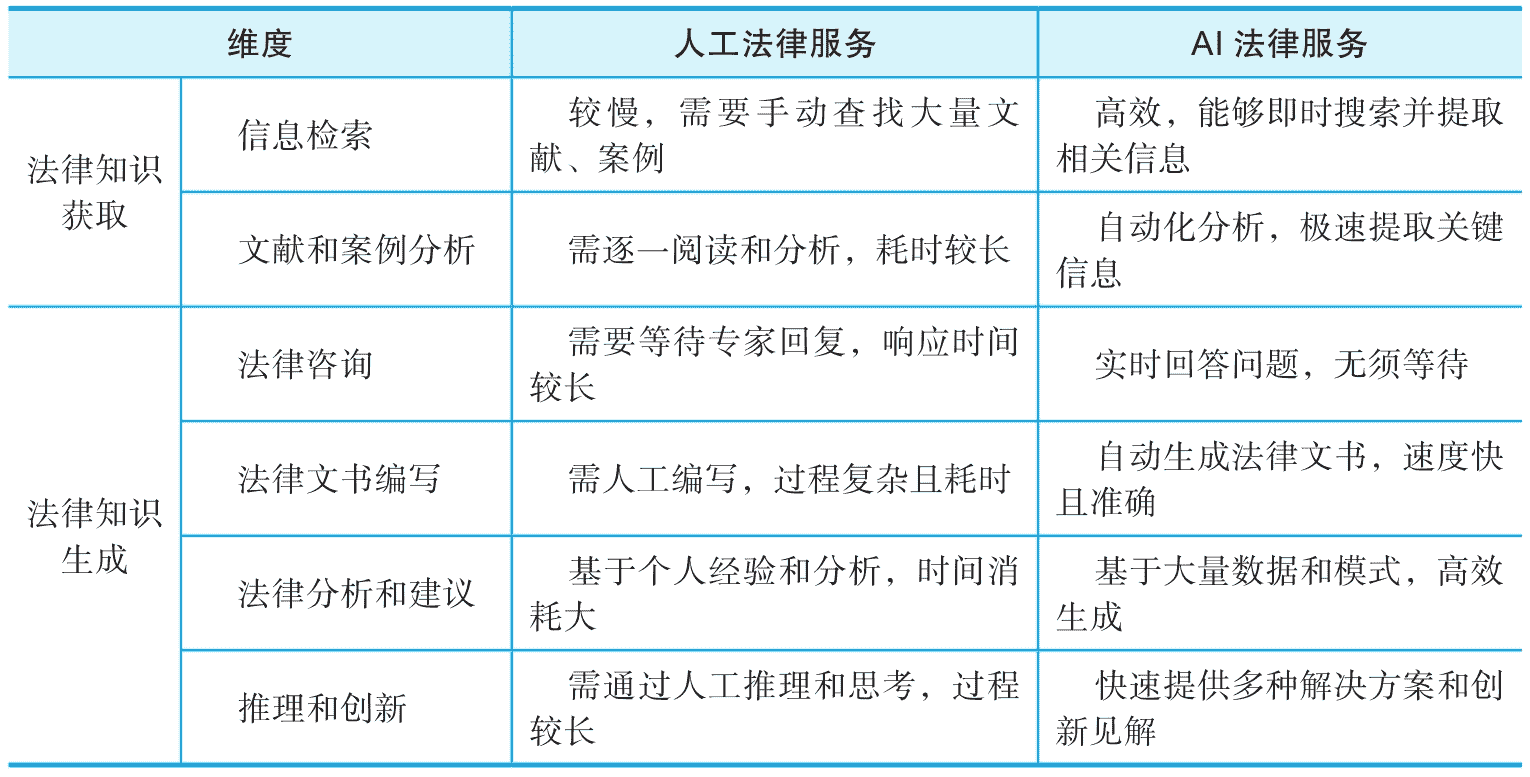 维度
人工法律服务
AI 法律服务
法律知识
获取
信息检索
较慢，需要手动查找大量文
献、案例
高效，能够即时搜索并提取
相关信息
文献和案例分析
需逐一阅读和分析，耗时较长
自动化分析，极速提取关键
信息
法律知识
生成
法律咨询
需要等待专家回复，响应时间
较长
实时回答问题，无须等待
法律文书编写
需人工编写，过程复杂且耗时
自动生成法律文书，速度快
且准确
法律分析和建议
基于个人经验和分析，时间消
耗大
基于大量数据和模式，高效
生成
推理和创新
需通过人工推理和思考，过程
较长
快速提供多种解决方案和创
新见解